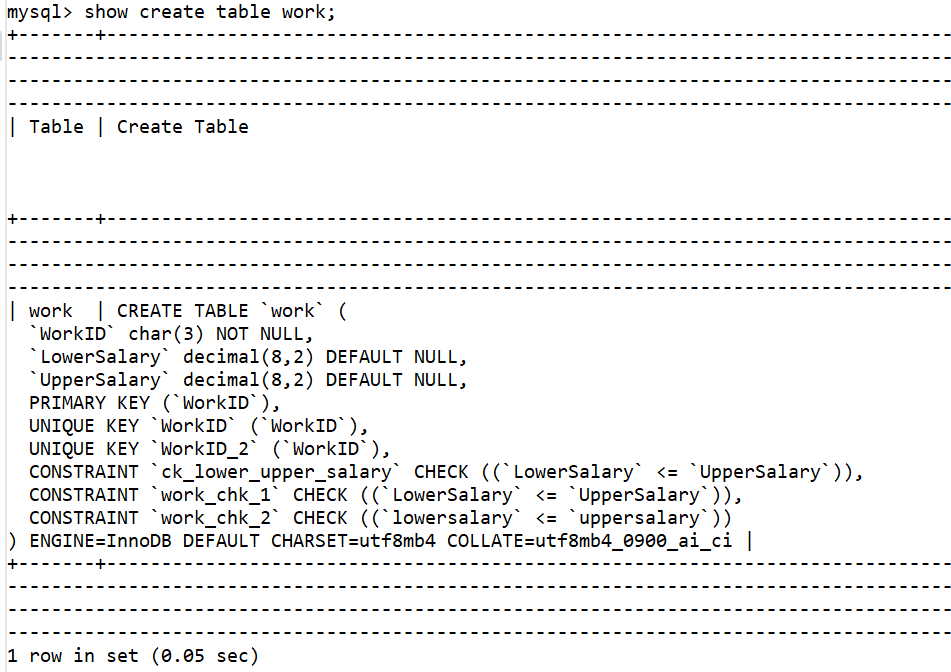 mysql> show create table work;
+-------+-----------------------------------------------------------------------------
--------------------------------------------------------------------------------------
--------------------------------------------------------------------------------------
--------------------------------------------------------------------------------------
| Table | Create Table
+-------+-----------------------------------------------------------------------------
--------------------------------------------------------------------------------------
--------------------------------------------------------------------------------------
--------------------------------------------------------------------------------------
| work  | CREATE TABLE `work` (
  `WorkID` char(3) NOT NULL,
  `LowerSalary` decimal(8,2) DEFAULT NULL,
  `UpperSalary` decimal(8,2) DEFAULT NULL,
  PRIMARY KEY (`WorkID`),
  UNIQUE KEY `WorkID` (`WorkID`),
  UNIQUE KEY `WorkID_2` (`WorkID`),
  CONSTRAINT `ck_lower_upper_salary` CHECK ((`LowerSalary` <= `UpperSalary`)),
  CONSTRAINT `work_chk_1` CHECK ((`LowerSalary` <= `UpperSalary`)),
  CONSTRAINT `work_chk_2` CHECK ((`lowersalary` <= `uppersalary`))
) ENGINE=InnoDB DEFAULT CHARSET=utf8mb4 COLLATE=utf8mb4_0900_ai_ci |
+-------+-----------------------------------------------------------------------------
--------------------------------------------------------------------------------------
--------------------------------------------------------------------------------------
--------------------------------------------------------------------------------------
1 row in set (0.05 sec)